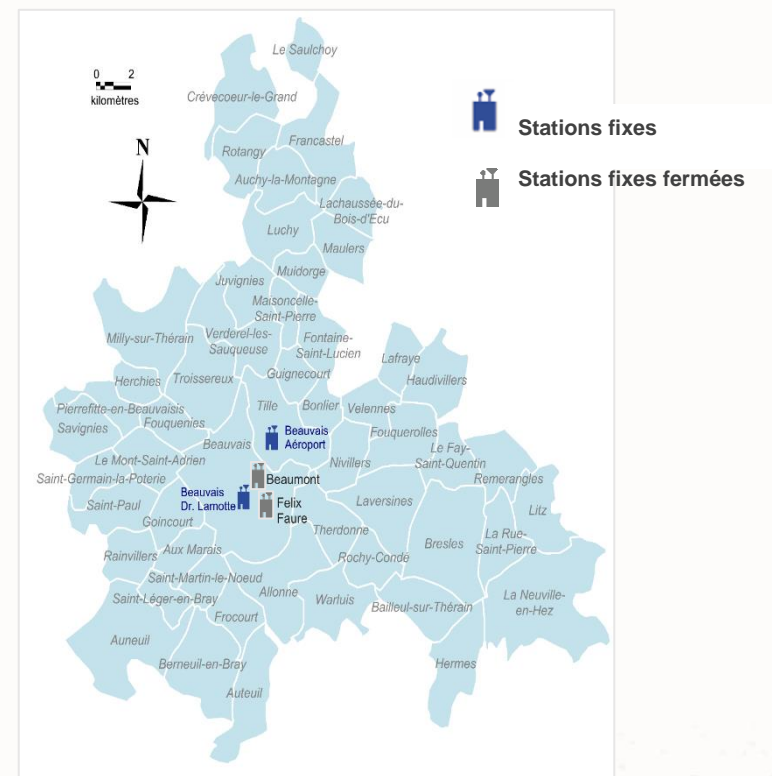 Le Saulchoy
0 2
kilomètres
Crévecoeur-le-Grand
Stations fixes
N
Francastel
Rotangy
Stations fixes fermées
Auchy-la-Montagne
Lachaussée-du-
Bois-d'Ecu
Luchy
Maulers
Muidorge
Juvignies
Maisoncelle-
Saint-Pierre
Milly-sur-Thérain
Verderel-les-
Sauqueuse
Fontaine-
Saint-Lucien
Lafraye
Guignecourt
Herchies
Troissereux
Haudivillers
Pierrefitte-en-Beauvaisis
Tille
Bonlier
Velennes
Savignies
Fouquenies
Beauvais
Aéroport
Fouquerolles
Beauvais
Le Fay-
Saint-Quentin
Le Mont-Saint-Adrien
Nivillers
Saint-Germain-la-Poterie
Beaumont
Remerangles
Beauvais
Dr. Lamotte
Saint-Paul
Felix
Faure
Laversines
Litz
Goincourt
Therdonne
La Rue-
Saint-Pierre
Bresles
Rainvillers
Aux Marais
Rochy-Condé
Saint-Martin-le-Noeud
Saint-Léger-en-Bray
Allonne
Warluis
Bailleul-sur-Thérain
La Neuville-
en-Hez
Frocourt
Auneuil
Berneuil-en-Bray
Hermes
Auteuil